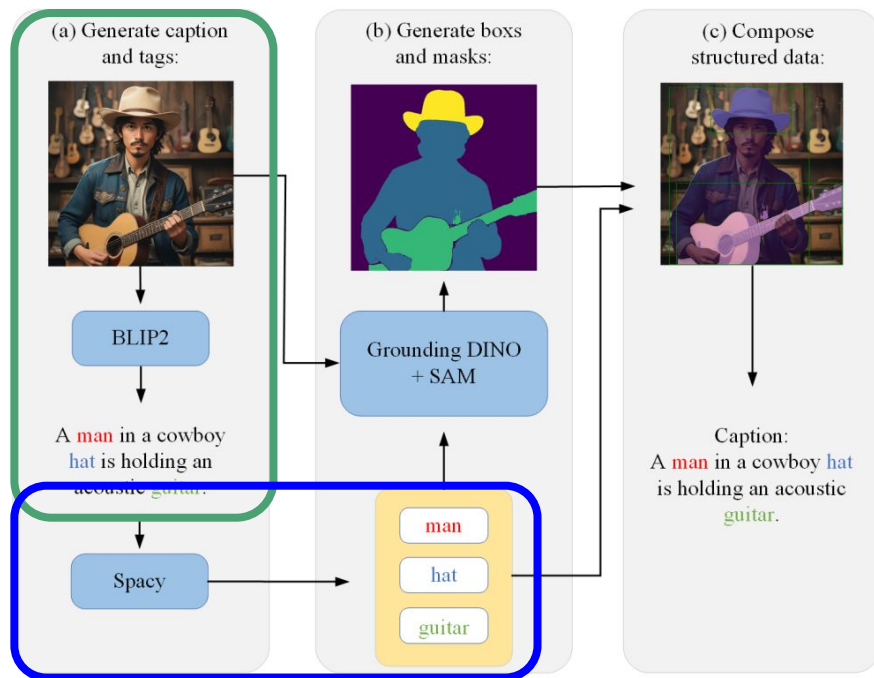 (a) Generate caption
and tags:
BLIP2
A man in a cowboy
hat is holding an
acoustic guitar.
Spacy
(b) Generate boxs
and masks:
Grounding DINO
+ SAM
man
hat
guitar
(c) Compose
structured data:
Caption:
A man in a cowboy hat
is holding an acoustic
guitar.